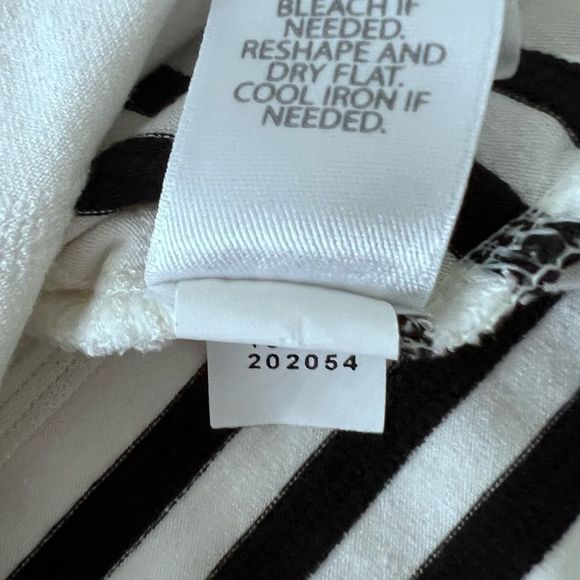 BLEACH IF
NEEDED.
RESHAPE AND
DRY FLAT.
COOL IRON IF
NEEDED.
202054